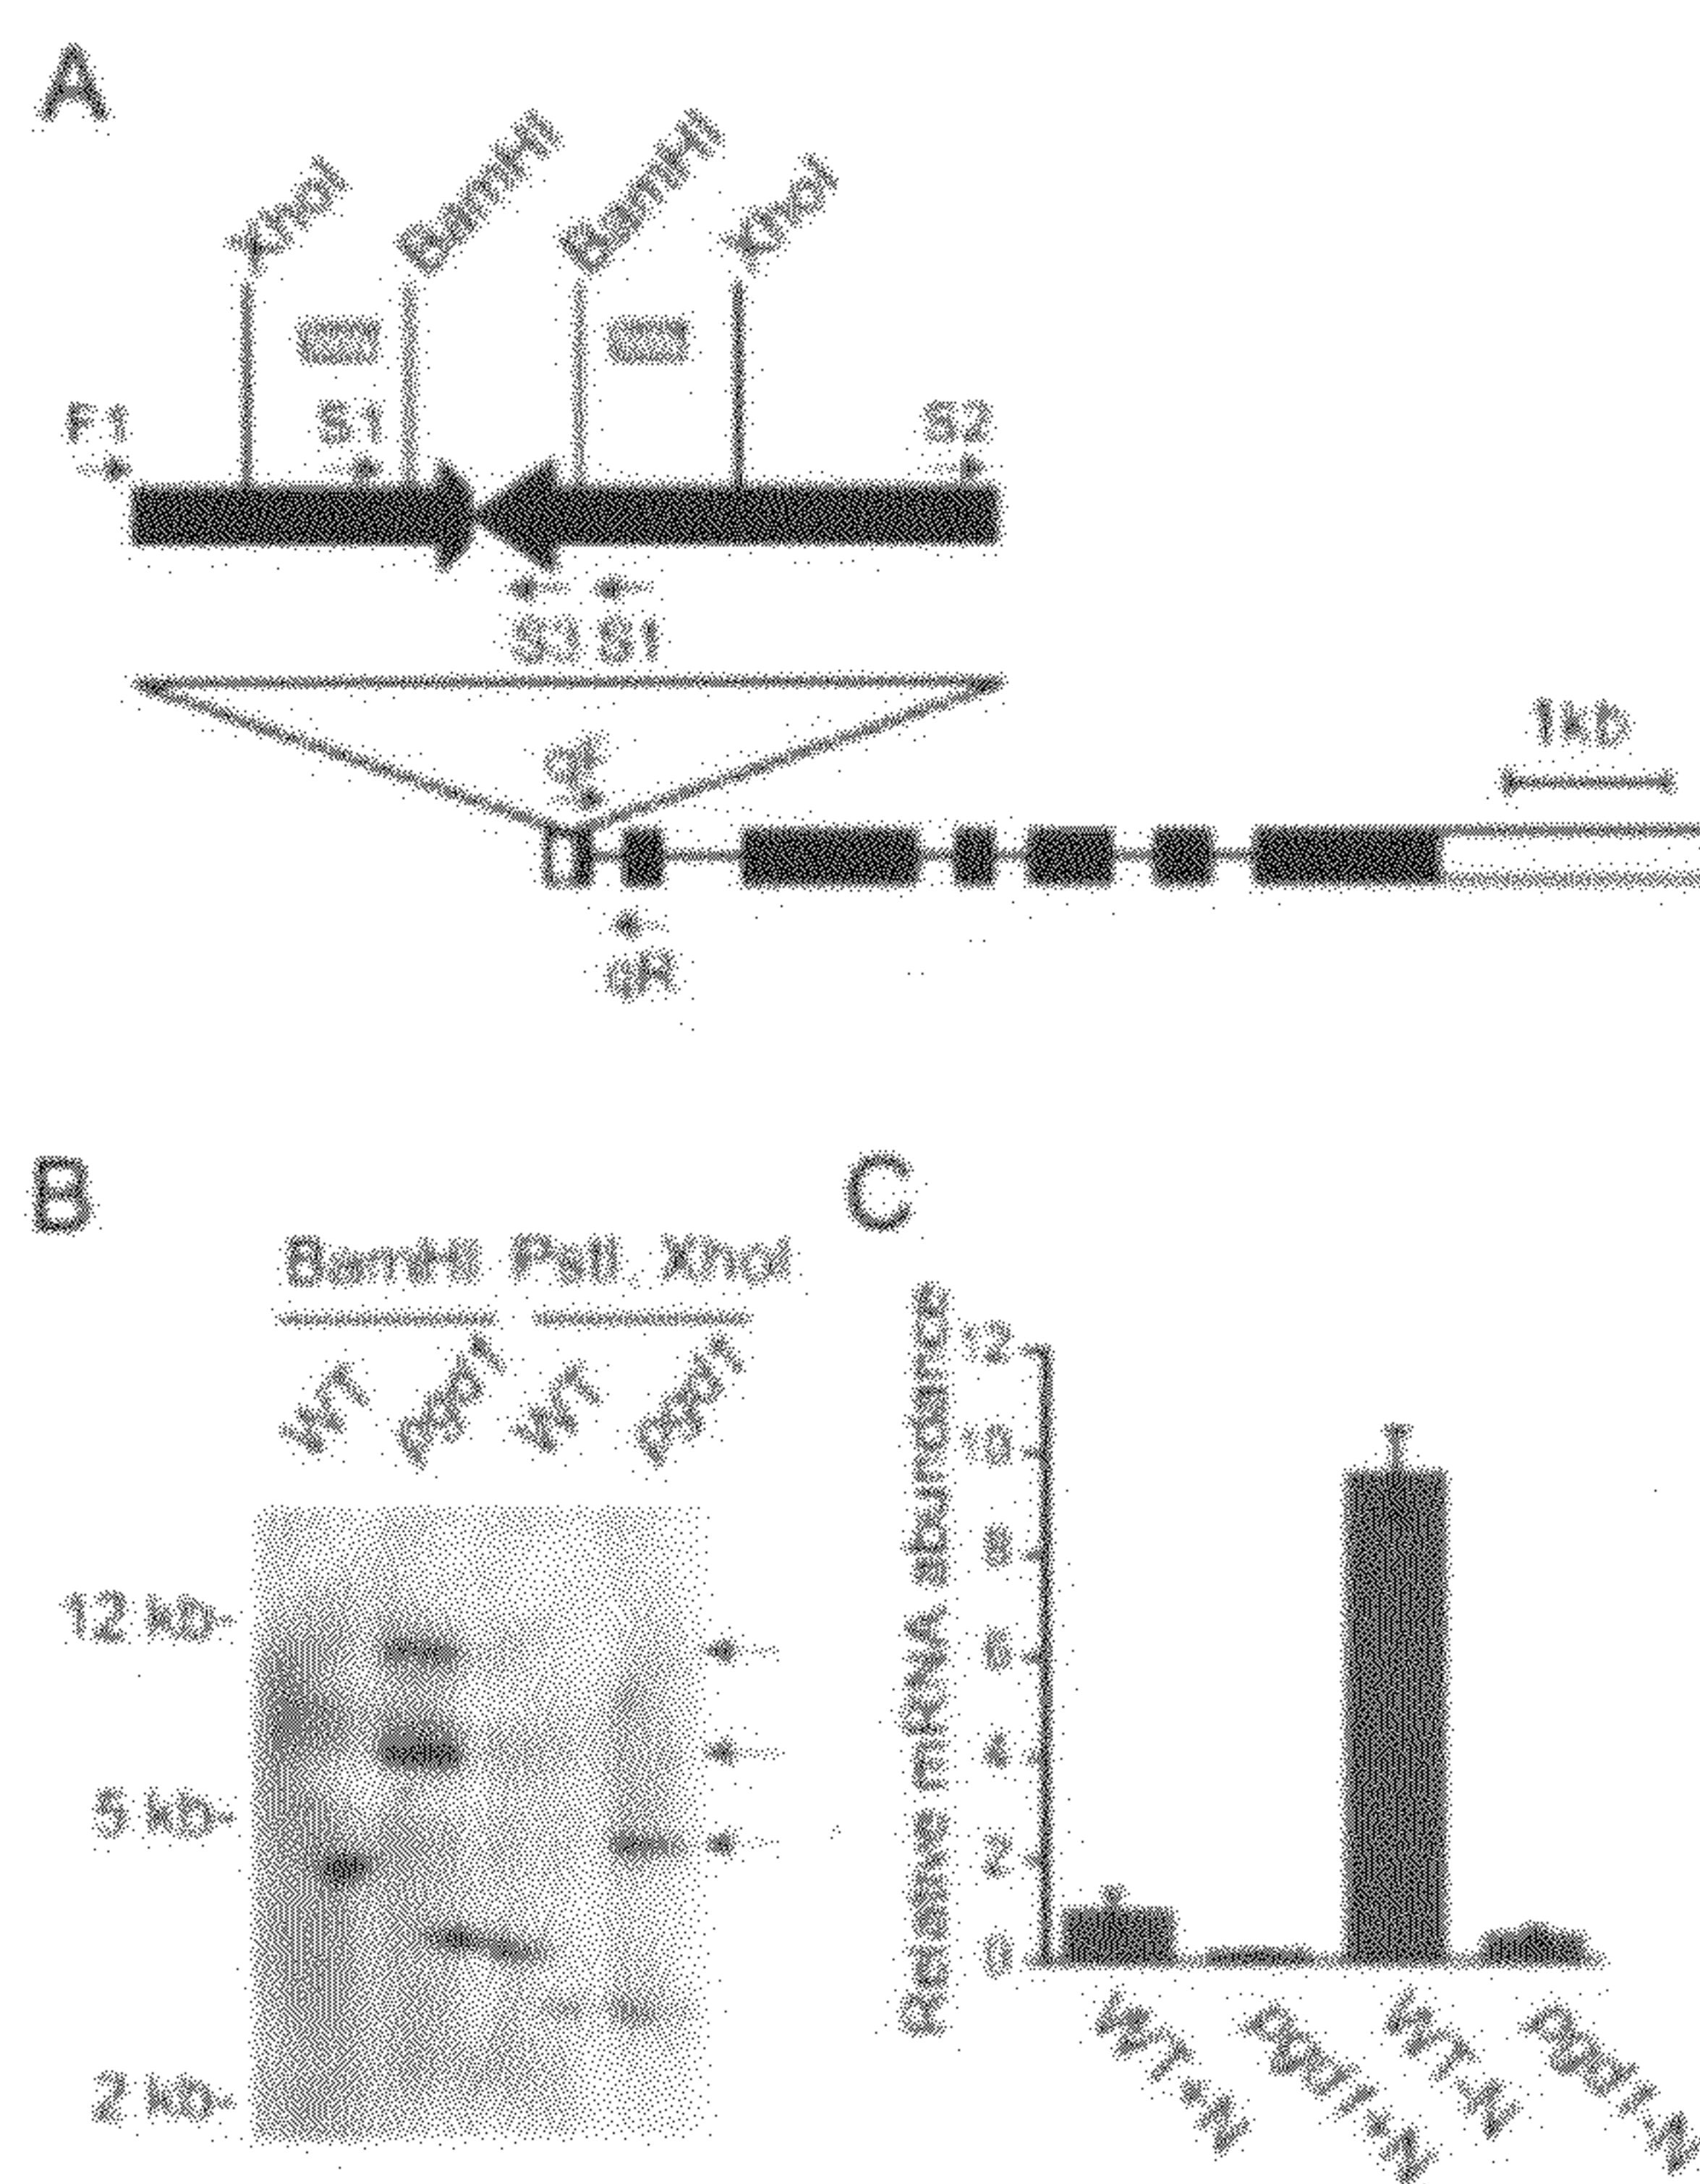 A
XhoI BamHI BamHI XhoI
F1 S1 S2
S3 S1
qF
1kb
qR
B
C
BamHI PstI, XhoI
WT pgd1 WT pgd1
12 kb
5 kb
2 kb
Relative mRNA abundance
12
10
8
6
4
2
0
WT+N pgd1+N WT-N pgd1-N